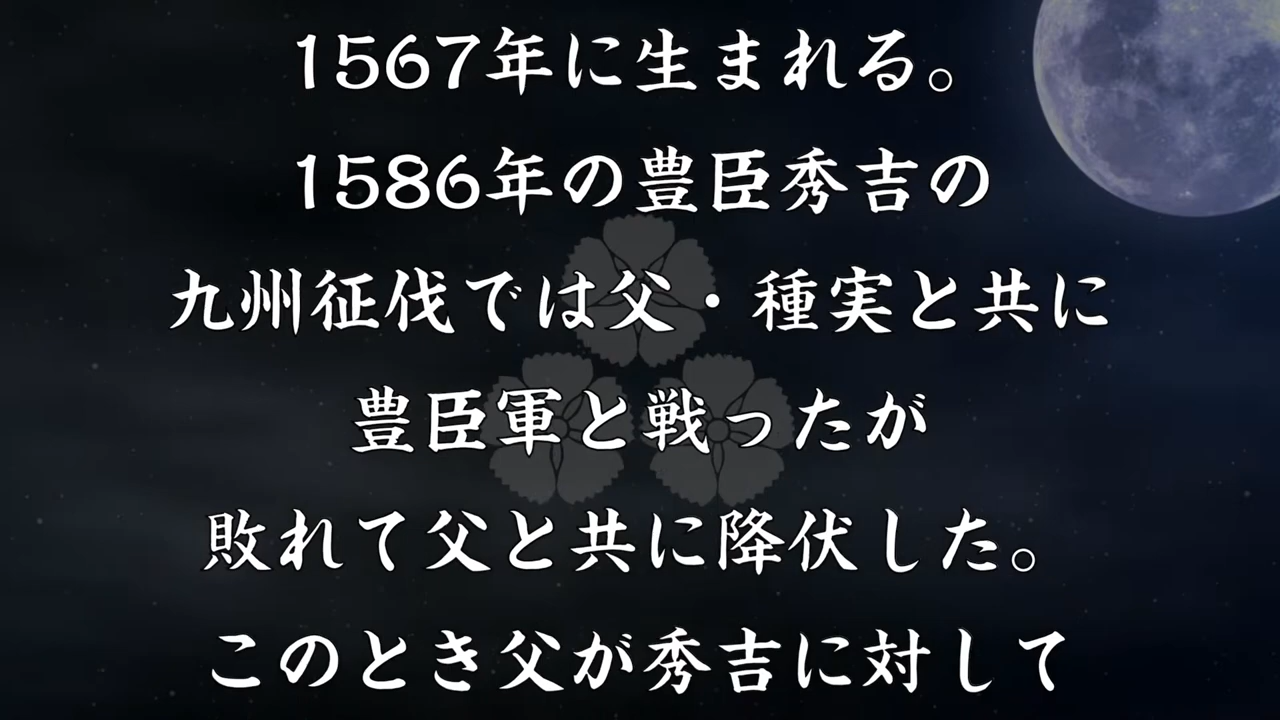 1567年に生まれる。
1586年の豊臣秀吉の
九州征伐では父・種実と共に
豊臣軍と戦ったが
敗れて父と共に降伏した。
このとき父が秀吉に対して